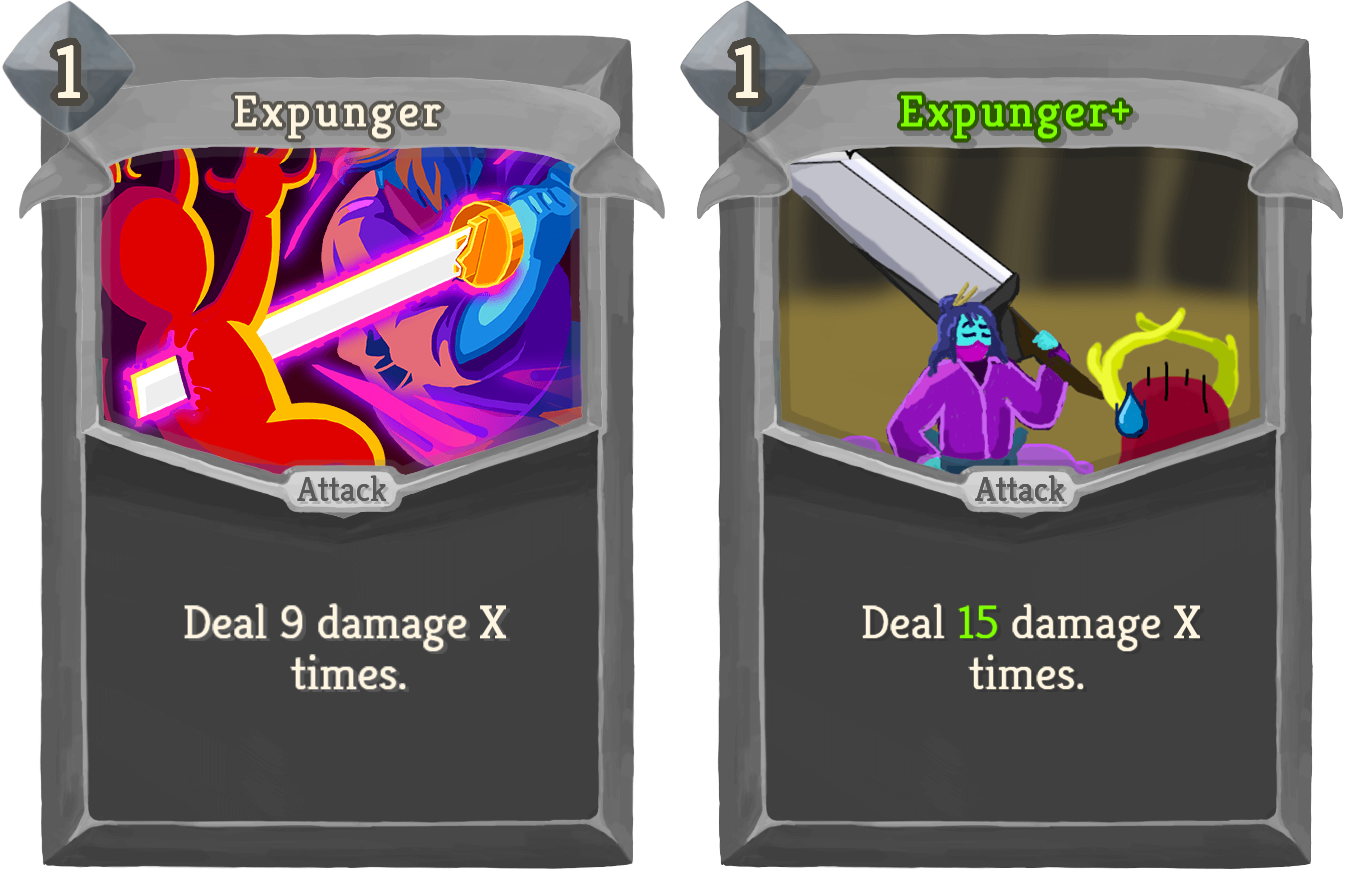 1
Expunger
Attack
Deal 9 damage X
times.
1
Expunger+
Attack
Deal 15 damage X
times.